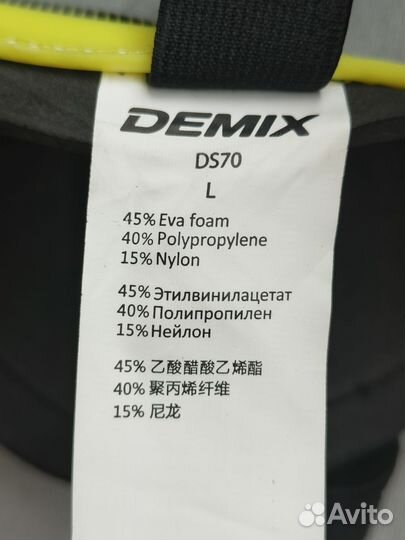 DEMIX
DS70
L
45% Eva foam
40% Polypropylene
15% Nylon
45% Этилвинилацетат
40% Полипропилен
15% Нейлон
45% 乙酸醋酸乙烯酯
40% 聚丙烯纤维
15% 尼龙
Avito